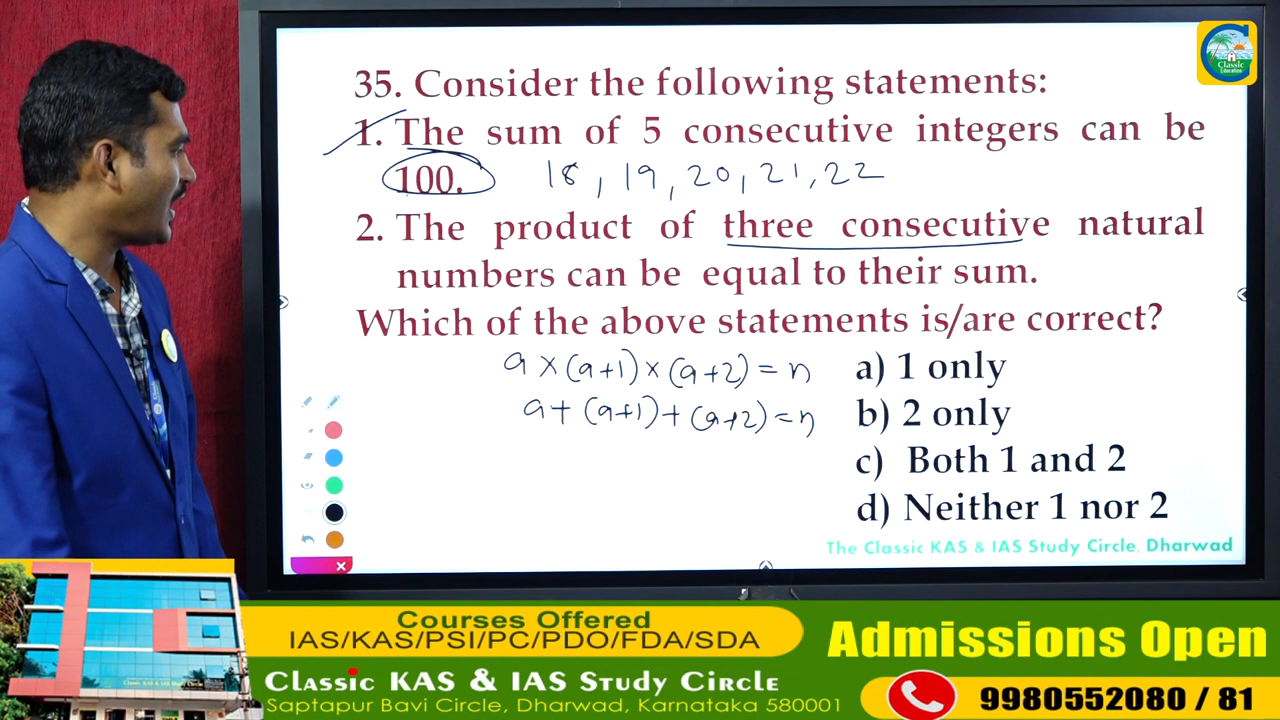 35. Consider the following statements:
1. The sum of 5 consecutive integers can be
100. 18, 19, 20, 21, 22
2. The product of three consecutive natural
numbers can be equal to their sum.
Which of the above statements is/are correct?
a × (a+1) × (a+2) = n
a + (a+1) + (a+2) = n
a) 1 only
b) 2 only
c) Both 1 and 2
d) Neither 1 nor 2
The Classic KAS & IAS Study Circle, Dharwad
Classic
Education
Courses Offered
IAS/KAS/PSI/PC/PDO/FDA/SDA
Classic KAS & IAS Study Circle
Saptapur Bavi Circle, Dharwad, Karnataka 580001
Admissions Open
9980552080 / 81